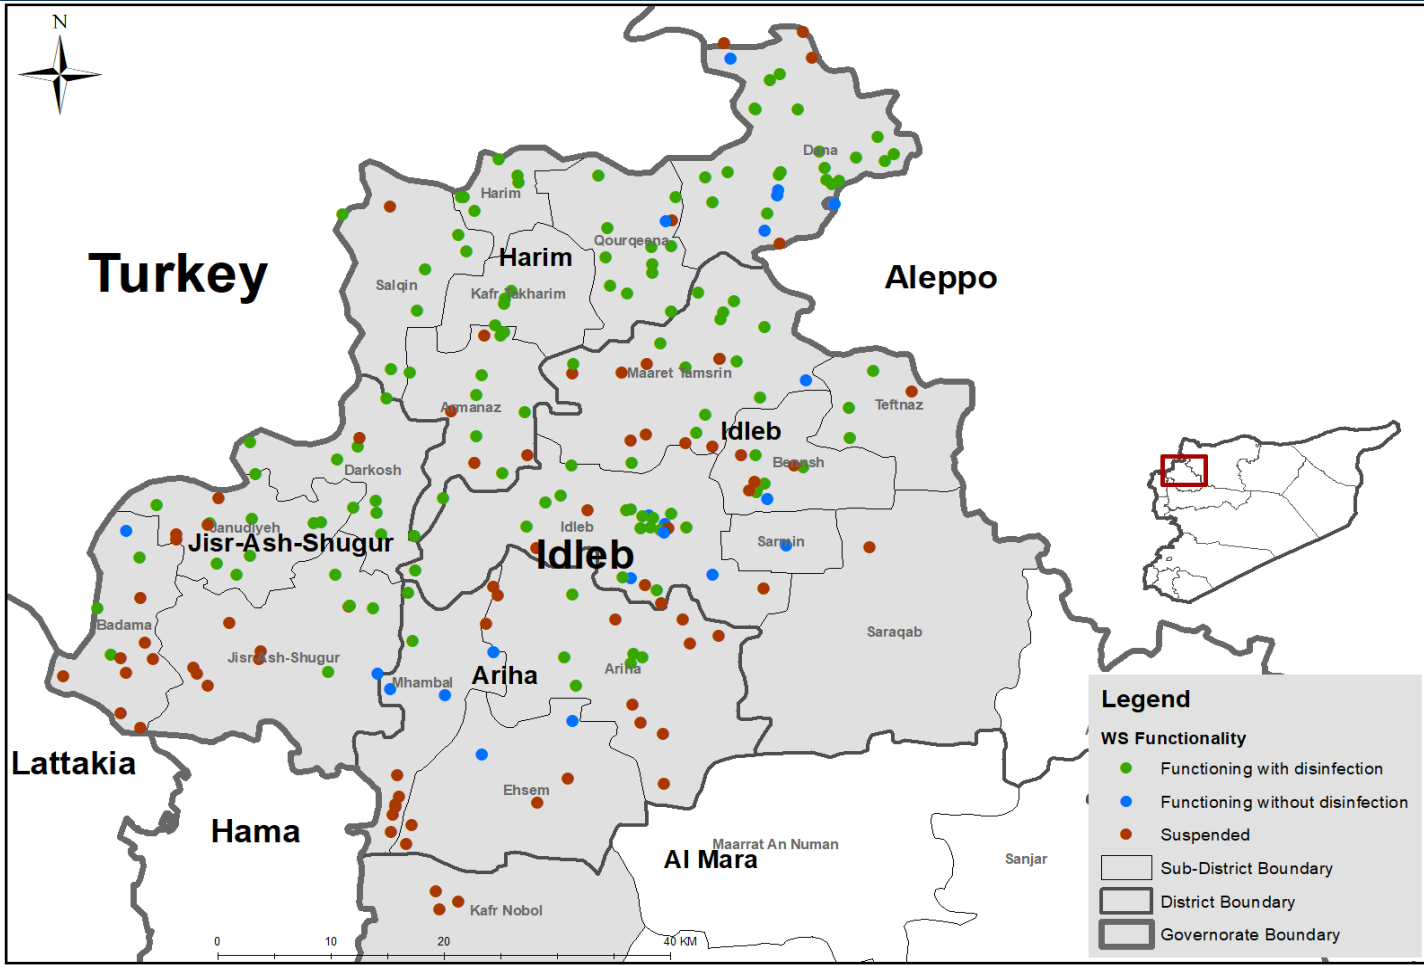 N
Dana
Harim
Turkey
Qourqeena
Harim
Aleppo
Salqin
Kafr Takharim
Maaret Tamsrin
Armanaz
Teftnaz
Idleb
Bennsh
Darkosh
Janudiyeh
Idleb
Jisr-Ash-Shugur
Idleb
Sarmin
Badama
Saraqab
Jisr-Ash-Shugur
Ariha
Mhambal
Ariha
Lattakia
Ehsem
Hama
Maarrat An Numan
Al Mara
Sanjar
Kafr Nobol
0 10 20 40 KM
Legend
WS Functionality
Functioning with disinfection
Functioning without disinfection
Suspended
Sub-District Boundary
District Boundary
Governorate Boundary